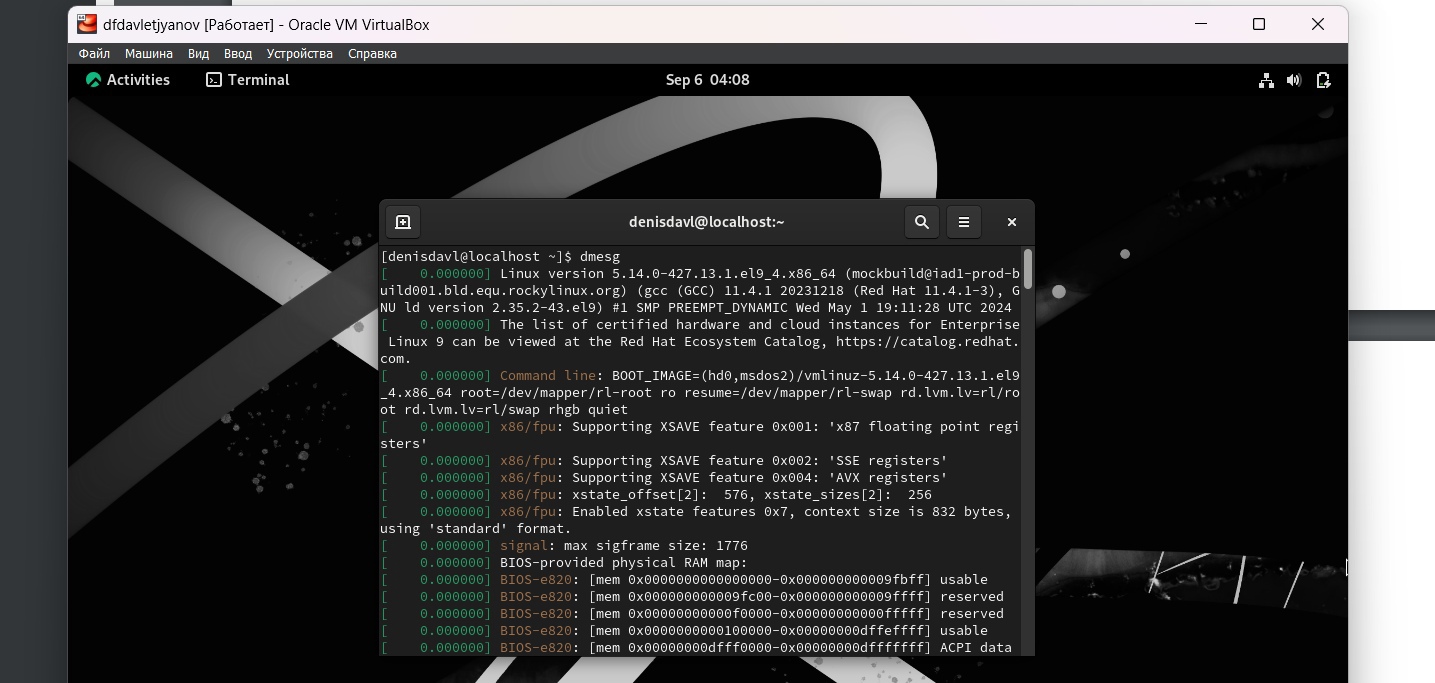 dfdavletjyanov [Работает] - Oracle VM VirtualBox
Файл Машина Вид Ввод Устройства Справка
Activities Terminal Sep 6 04:08
denisdavl@localhost:~
[denisdavl@localhost ~]$ dmesg
[    0.000000] Linux version 5.14.0-427.13.1.el9_4.x86_64 (mockbuild@iad1-prod-b
uild001.bld.equ.rockylinux.org) (gcc (GCC) 11.4.1 20231218 (Red Hat 11.4.1-3), G
NU ld version 2.35.2-43.el9) #1 SMP PREEMPT_DYNAMIC Wed May 1 19:11:28 UTC 2024
[    0.000000] The list of certified hardware and cloud instances for Enterprise
 Linux 9 can be viewed at the Red Hat Ecosystem Catalog, https://catalog.redhat.
com.
[    0.000000] Command line: BOOT_IMAGE=(hd0,msdos2)/vmlinuz-5.14.0-427.13.1.el9
_4.x86_64 root=/dev/mapper/rl-root ro resume=/dev/mapper/rl-swap rd.lvm.lv=rl/ro
ot rd.lvm.lv=rl/swap rhgb quiet
[    0.000000] x86/fpu: Supporting XSAVE feature 0x001: 'x87 floating point regi
sters'
[    0.000000] x86/fpu: Supporting XSAVE feature 0x002: 'SSE registers'
[    0.000000] x86/fpu: Supporting XSAVE feature 0x004: 'AVX registers'
[    0.000000] x86/fpu: xstate_offset[2]:  576, xstate_sizes[2]:  256
[    0.000000] x86/fpu: Enabled xstate features 0x7, context size is 832 bytes,
using 'standard' format.
[    0.000000] signal: max sigframe size: 1776
[    0.000000] BIOS-provided physical RAM map:
[    0.000000] BIOS-e820: [mem 0x0000000000000000-0x000000000009fbff] usable
[    0.000000] BIOS-e820: [mem 0x000000000009fc00-0x000000000009ffff] reserved
[    0.000000] BIOS-e820: [mem 0x00000000000f0000-0x00000000000fffff] reserved
[    0.000000] BIOS-e820: [mem 0x0000000000100000-0x00000000dffeffff] usable
[    0.000000] BIOS-e820: [mem 0x00000000dfff0000-0x00000000dfffffff] ACPI data